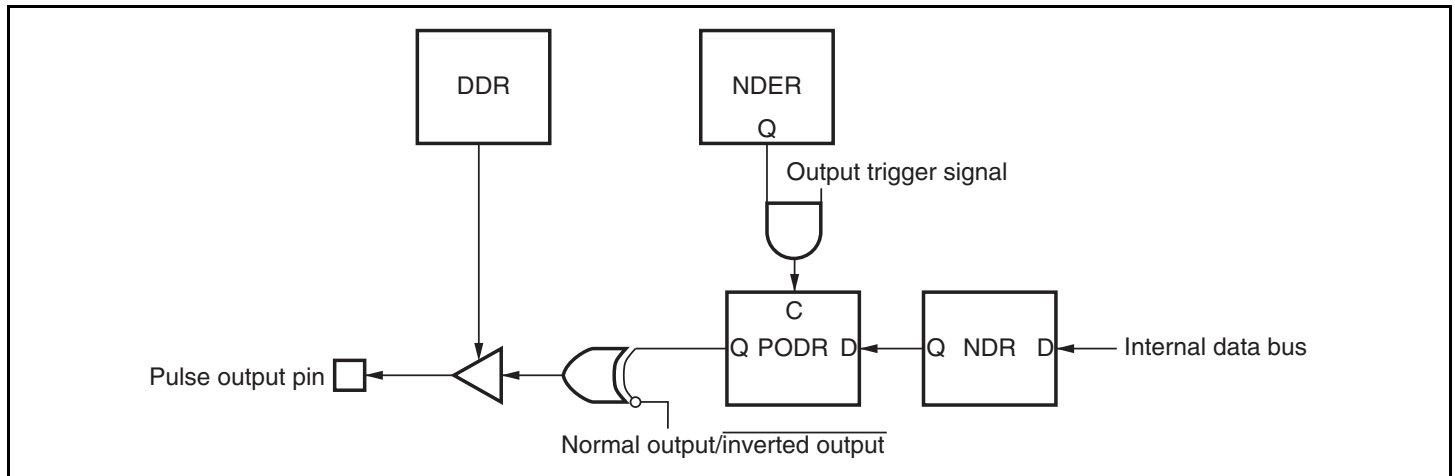 DDR
NDER
Q
Output trigger signal
C
Q PODR D
Q NDR D
Internal data bus
Pulse output pin
Normal output/inverted output